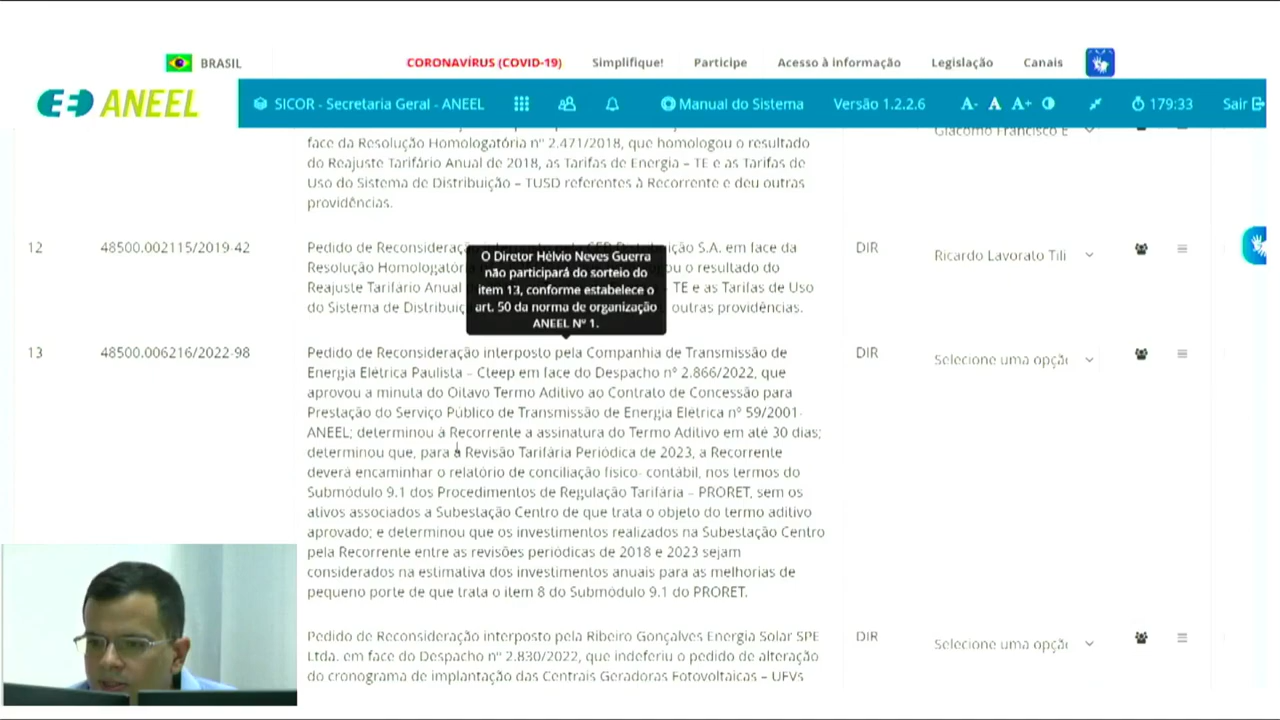 BRASIL
CORONAVÍRUS (COVID-19)
Simplifique!
Participe
Acesso à informação
Legislação
Canais
ANEEL
SICOR - Secretaria Geral - ANEEL
Manual do Sistema
Versão 1.2.2.6
A-
A
A+
179:33
Sair
Giacomo Francisco
face da Resolução Homologatória nº 2.471/2018, que homologou o resultado
do Reajuste Tarifário Anual de 2018, as Tarifas de Energia – TE e as Tarifas de
Uso do Sistema de Distribuição – TUSD referentes à Recorrente e deu outras
providências.
12
48500.002115/2019-42
Pedido de Reconsideraç ição S.A. em face da
Resolução Homologatór u o resultado do
Reajuste Tarifário Anual TE e as Tarifas de Uso
do Sistema de Distribuiç outras providências.
DIR
Ricardo Lavorato Tili
O Diretor Hélvio Neves Guerra
não participará do sorteio do
item 13, conforme estabelece o
art. 50 da norma de organização
ANEEL Nº 1.
13
48500.006216/2022-98
Pedido de Reconsideração interposto pela Companhia de Transmissão de
Energia Elétrica Paulista – Cteep em face do Despacho nº 2.866/2022, que
aprovou a minuta do Oitavo Termo Aditivo ao Contrato de Concessão para
Prestação do Serviço Público de Transmissão de Energia Elétrica nº 59/2001-
ANEEL; determinou à Recorrente a assinatura do Termo Aditivo em até 30 dias;
determinou que, para a Revisão Tarifária Periódica de 2023, a Recorrente
deverá encaminhar o relatório de conciliação físico- contábil, nos termos do
Submódulo 9.1 dos Procedimentos de Regulação Tarifária – PRORET, sem os
ativos associados a Subestação Centro de que trata o objeto do termo aditivo
aprovado; e determinou que os investimentos realizados na Subestação Centro
pela Recorrente entre as revisões periódicas de 2018 e 2023 sejam
considerados na estimativa dos investimentos anuais para as melhorias de
pequeno porte de que trata o item 8 do Submódulo 9.1 do PRORET.
DIR
Selecione uma opçã
Pedido de Reconsideração interposto pela Ribeiro Gonçalves Energia Solar SPE
Ltda. em face do Despacho nº 2.830/2022, que indeferiu o pedido de alteração
do cronograma de implantação das Centrais Geradoras Fotovoltaicas – UFVs
DIR
Selecione uma opçã